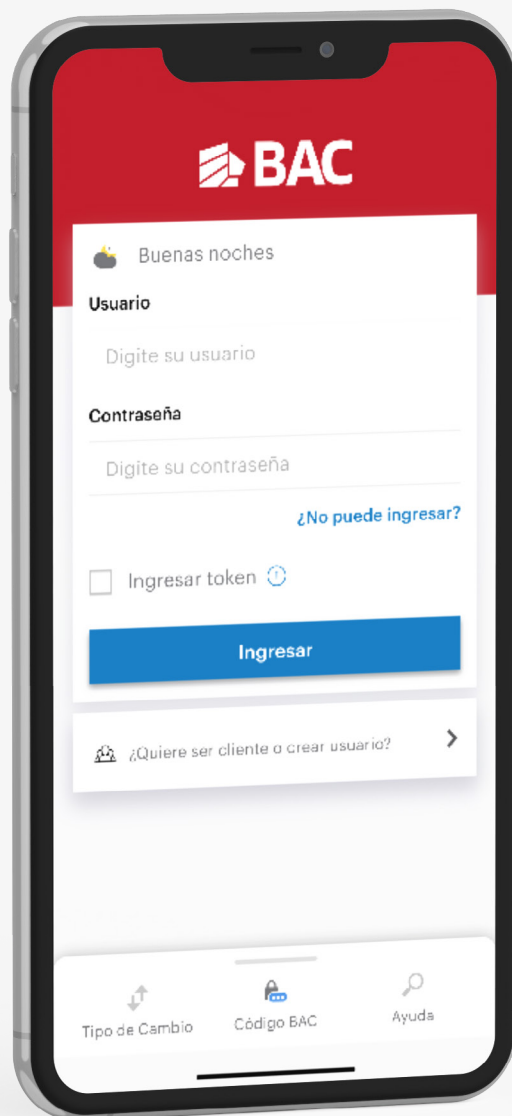 BAC
Buenas noches
Usuario
Digite su usuario
Contraseña
Digite su contraseña
¿No puede ingresar?
Ingresar token
Ingresar
¿Quiere ser cliente o crear usuario?
Tipo de Cambio
Código BAC
Ayuda